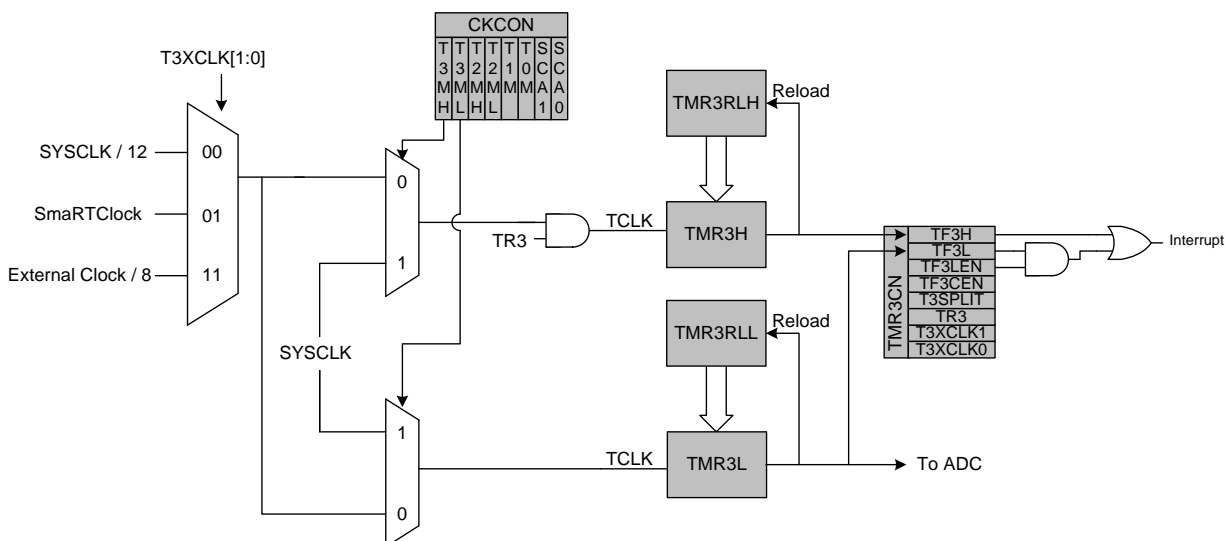 CKCON
T3MH
T3ML
T2MH
T2ML
T1M
T0M
SCA1
SCA0
T3XCLK[1:0]
SYSCLK / 12
00
SmaRTClock
01
External Clock / 8
11
0
1
SYSCLK
1
0
TR3
TCLK
TMR3RLH
Reload
TMR3H
TMR3RLL
Reload
TCLK
TMR3L
To ADC
TMR3CN
TF3H
TF3L
TF3LEN
TF3CEN
T3SPLIT
TR3
T3XCLK1
T3XCLK0
Interrupt